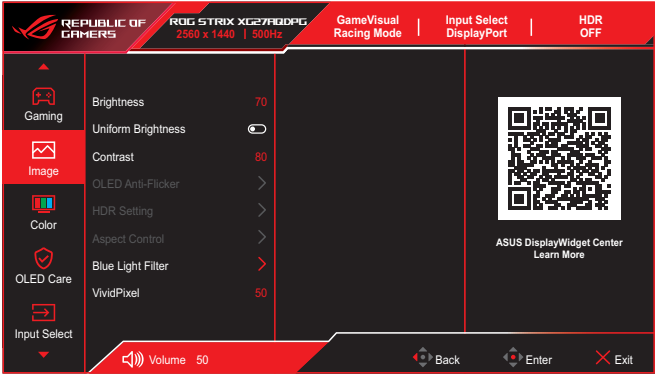 REPUBLIC OF
GAMERS
ROG STRIX XG27AQDPG
2560 x 1440 | 500Hz
GameVisual
Racing Mode
Input Select
DisplayPort
HDR
OFF
Gaming
Image
Color
OLED Care
Input Select
Brightness 70
Uniform Brightness
Contrast 80
OLED Anti-Flicker
HDR Setting
Aspect Control
Blue Light Filter
VividPixel 50
ASUS DisplayWidget Center
Learn More
Volume 50
Back
Enter
Exit